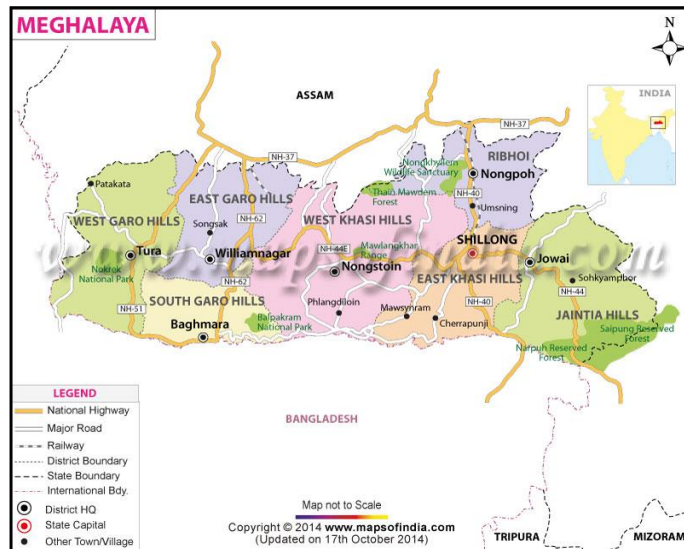 MEGHALAYA
N
ASSAM
INDIA
NH-37
NH-37
RIBHOI
Nongkhyllem
Wildlife Sanctuary
Nongpoh
Patakata
EAST GARO HILLS
Thaio Mawdem
Forest
NH-40
WEST GARO HILLS
Songsak
NH-62
WEST KHASI HILLS
Umsning
SHILLONG
www.mapsofindia.com
Tura
Williamnagar
NH-44E
Mawlangkhar
Range
Jowai
Nokrek
National Park
Nongstoin
EAST KHASI HILLS
Sohkyamphor
NH-62
NH-44
SOUTH GARO HILLS
Phlangdiloin
NH-51
Balpakram
National Park
Mawsynram
NH-40
JAINTIA HILLS
Baghmara
Cherrapunji
Saipung Reserved
Forest
Narpuh Reserved
Forest
LEGEND
National Highway
Major Road
Railway
District Boundary
State Boundary
International Bdy.
District HQ
State Capital
Other Town/Village
BANGLADESH
Map not to Scale
Copyright © 2014 www.mapsofindia.com
(Updated on 17th October 2014)
TRIPURA
MIZORAM